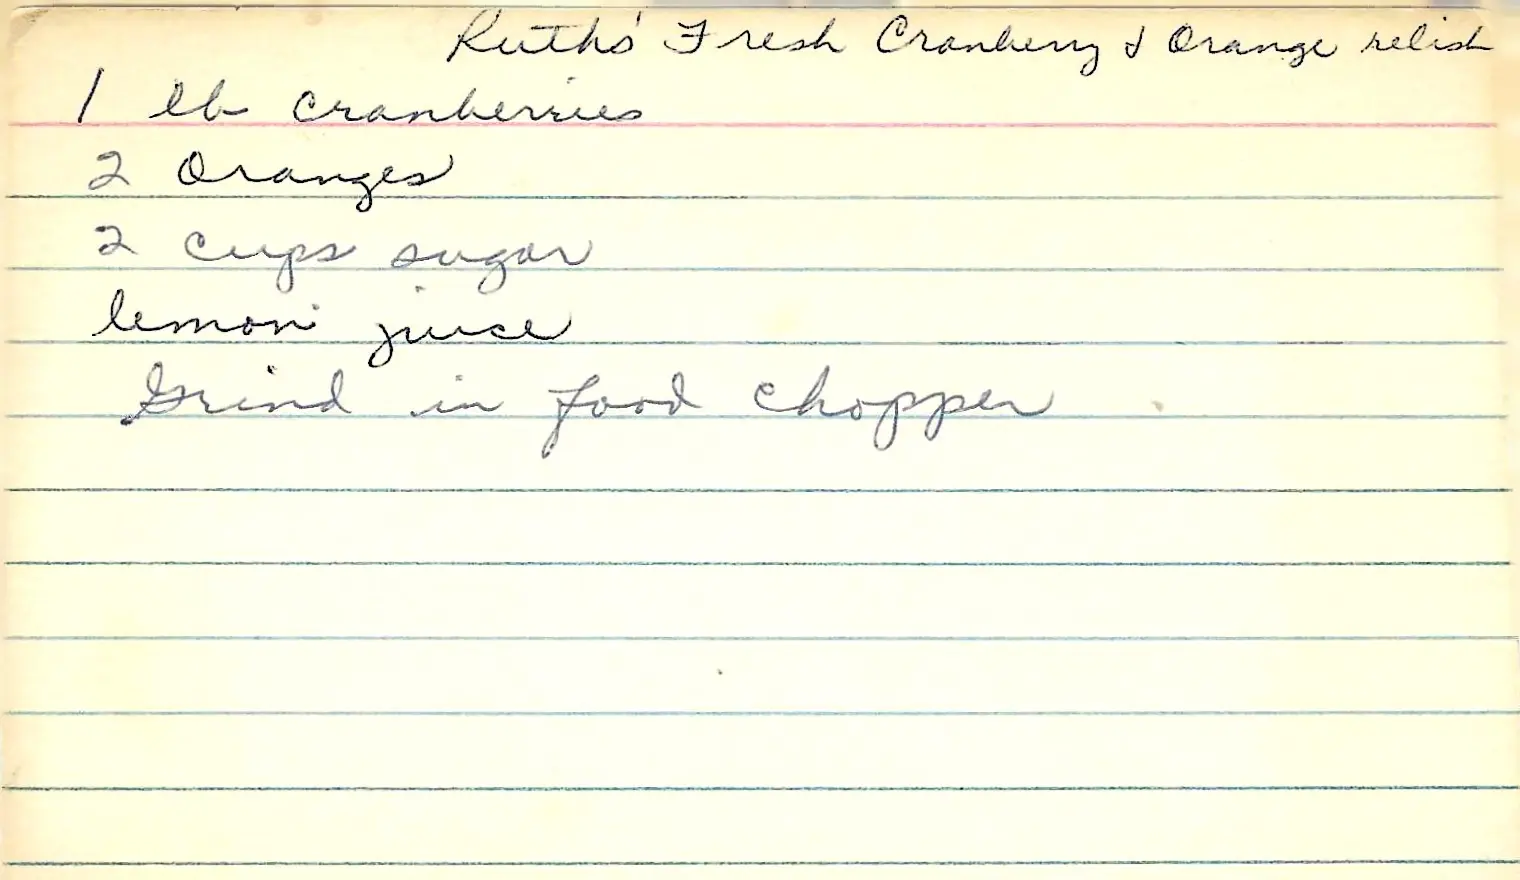 Ruths' Fresh Cranberry & Orange relish
1 lb cranberries
2 Oranges
2 cups sugar
lemon juice
Grind in food chopper